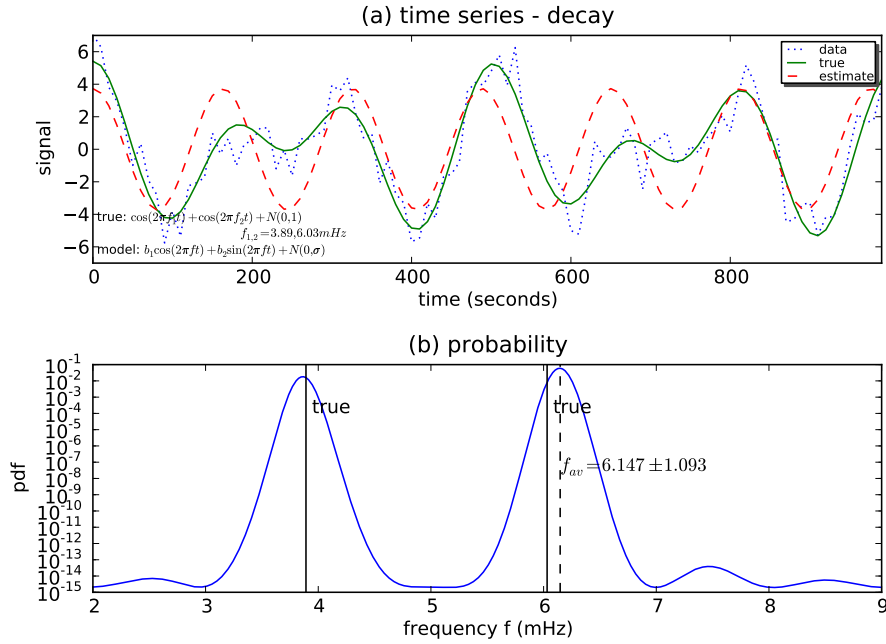 (a) time series - decay
6
4
2
0
−2
−4
−6
signal
data
true
estimate
true: cos(2πf₁t)+cos(2πf₂t)+N(0,1)
f₁,₂=3.89,6.03mHz
model: b₁cos(2πft)+b₂sin(2πft)+N(0,σ)
0 200 400 600 800
time (seconds)
(b) probability
10⁻¹
10⁻²
10⁻³
10⁻⁴
10⁻⁵
10⁻⁶
10⁻⁷
10⁻⁸
10⁻⁹
10⁻¹⁰
10⁻¹¹
10⁻¹²
10⁻¹³
10⁻¹⁴
10⁻¹⁵
pdf
true
true
f_av=6.147±1.093
2 3 4 5 6 7 8 9
frequency f (mHz)